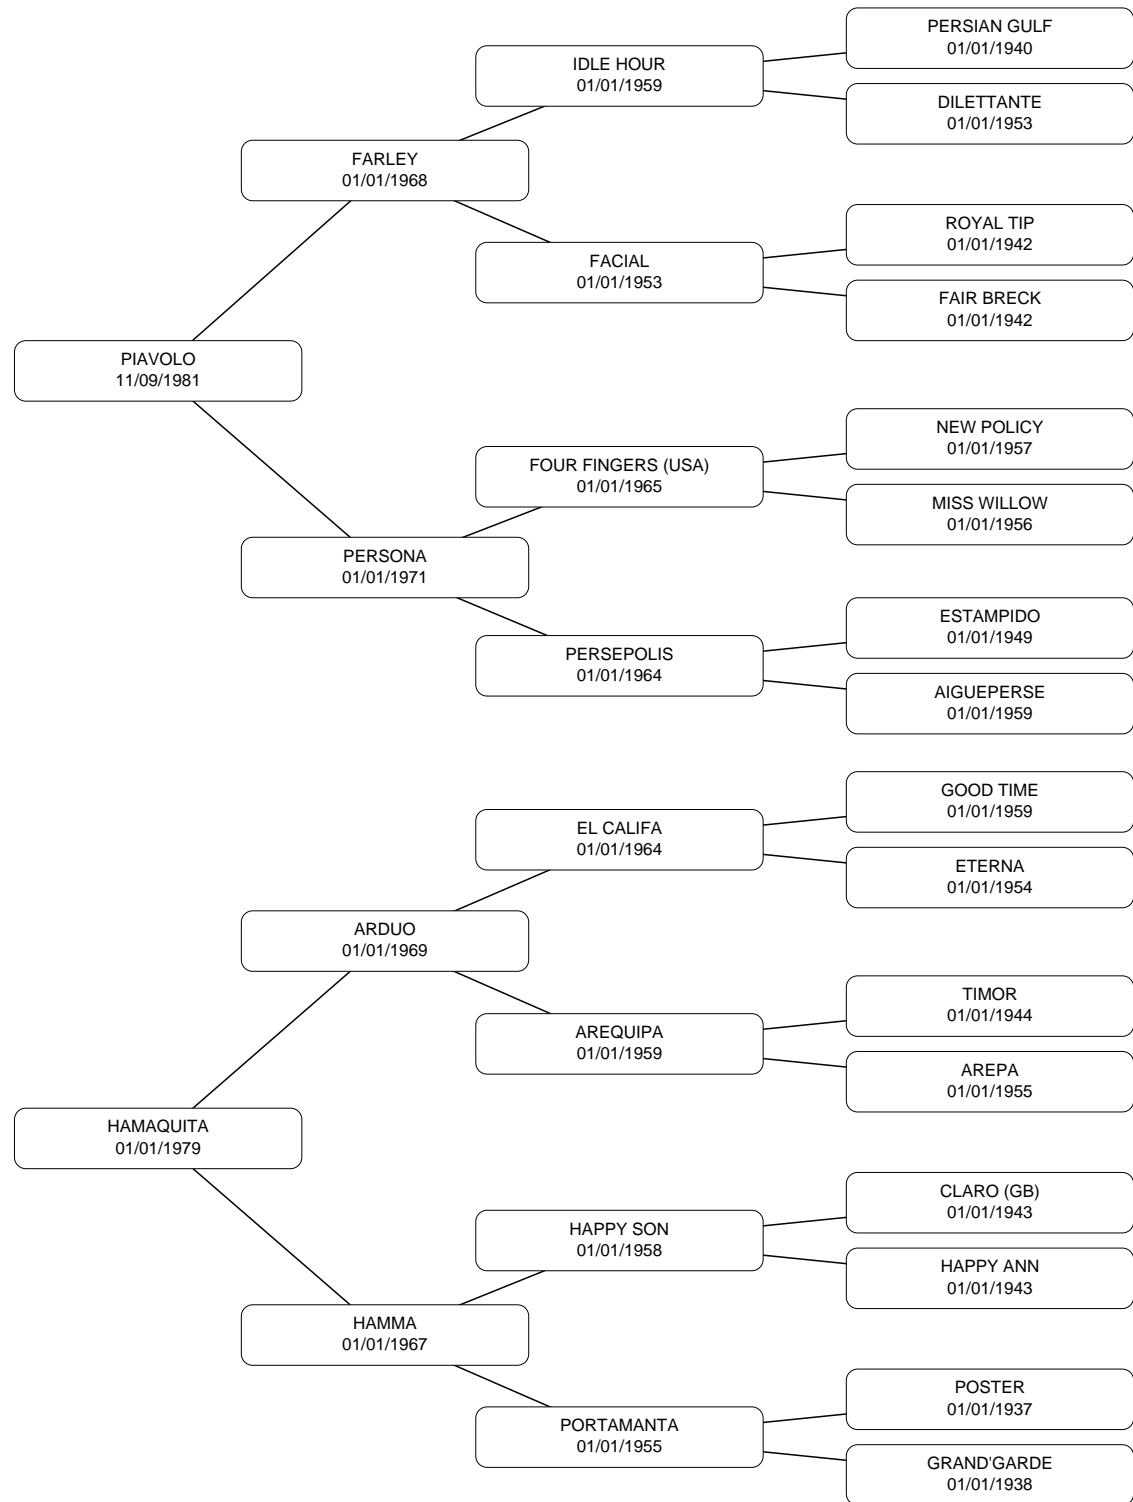 PERSIAN GULF
01/01/1940
IDLE HOUR
01/01/1959
DILETTANTE
01/01/1953
FARLEY
01/01/1968
ROYAL TIP
01/01/1942
FACIAL
01/01/1953
FAIR BRECK
01/01/1942
PIAVOLO
11/09/1981
NEW POLICY
01/01/1957
FOUR FINGERS (USA)
01/01/1965
MISS WILLOW
01/01/1956
PERSONA
01/01/1971
ESTAMPIDO
01/01/1949
PERSEPOLIS
01/01/1964
AIGUEPERSE
01/01/1959
GOOD TIME
01/01/1959
EL CALIFA
01/01/1964
ETERNA
01/01/1954
ARDUO
01/01/1969
TIMOR
01/01/1944
AREQUIPA
01/01/1959
AREPA
01/01/1955
HAMAQUITA
01/01/1979
CLARO (GB)
01/01/1943
HAPPY SON
01/01/1958
HAPPY ANN
01/01/1943
HAMMA
01/01/1967
POSTER
01/01/1937
PORTAMANTA
01/01/1955
GRAND'GARDE
01/01/1938